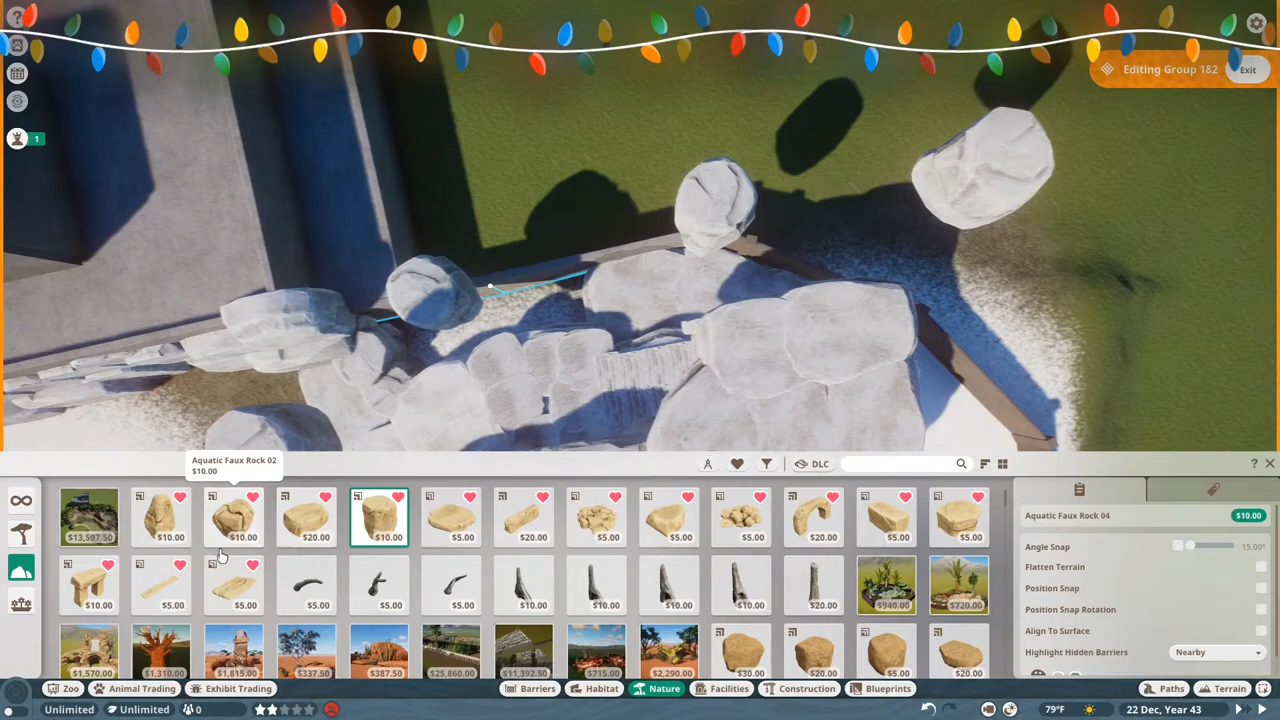 ?
Editing Group 182
Exit
1
Aquatic Faux Rock 02
$10.00
DLC
? ×
$13,597.50
$10.00
$10.00
$20.00
$10.00
$5.00
$20.00
$5.00
$5.00
$5.00
$10.00
$5.00
$5.00
Aquatic Faux Rock 04
$10.00
Angle Snap
15.00°
Flatten Terrain
Position Snap
Position Snap Rotation
Align To Surface
Highlight Hidden Barriers
Nearby
$10.00
$5.00
$5.00
$5.00
$5.00
$5.00
$10.00
$10.00
$10.00
$10.00
$20.00
$940.00
$720.00
$1,570.00
$1,310.00
$1,815.00
$337.50
$387.50
$25,860.00
$11,392.50
$715.00
$2,290.00
$30.00
$20.00
$5.00
$20.00
Zoo
Animal Trading
Exhibit Trading
Barriers
Habitat
Nature
Facilities
Construction
Blueprints
Paths
Terrain
Unlimited
Unlimited
0
79°F
22 Dec, Year 43